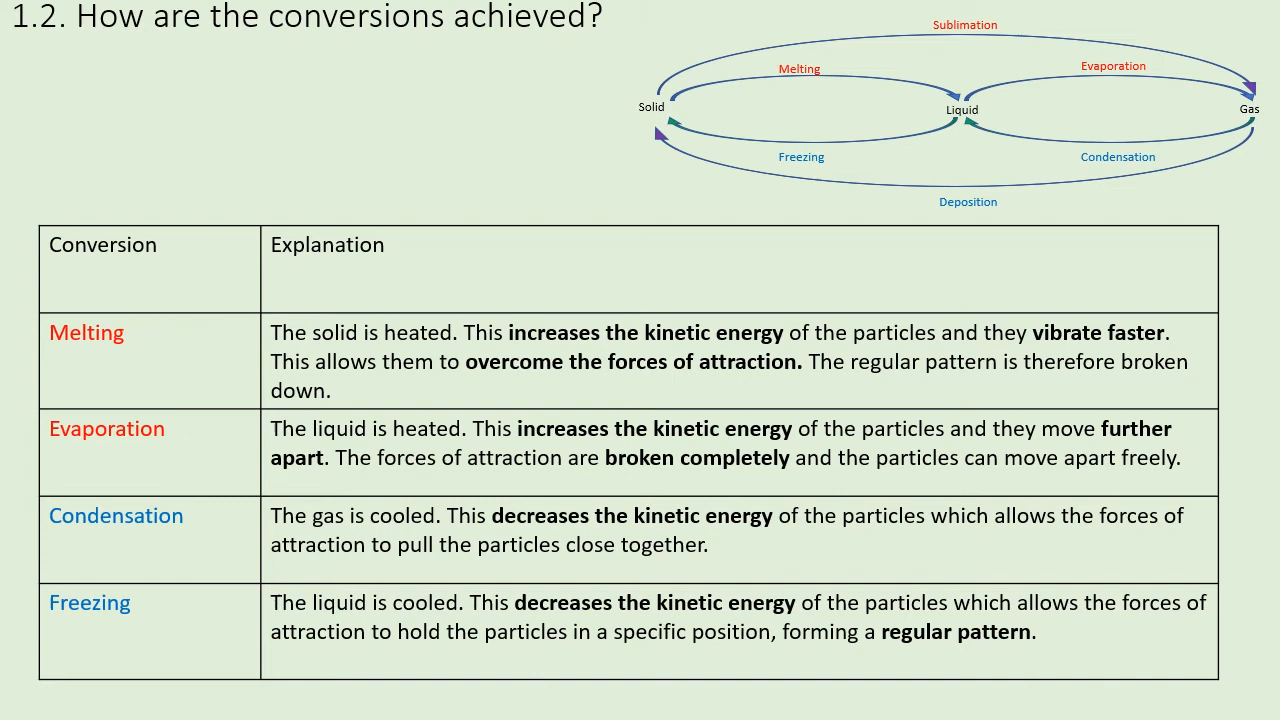 1.2. How are the conversions achieved?
Sublimation
Melting
Evaporation
Solid
Liquid
Gas
Freezing
Condensation
Deposition
Conversion
Explanation
Melting
The solid is heated. This increases the kinetic energy of the particles and they vibrate faster.
This allows them to overcome the forces of attraction. The regular pattern is therefore broken
down.
Evaporation
The liquid is heated. This increases the kinetic energy of the particles and they move further
apart. The forces of attraction are broken completely and the particles can move apart freely.
Condensation
The gas is cooled. This decreases the kinetic energy of the particles which allows the forces of
attraction to pull the particles close together.
Freezing
The liquid is cooled. This decreases the kinetic energy of the particles which allows the forces of
attraction to hold the particles in a specific position, forming a regular pattern.